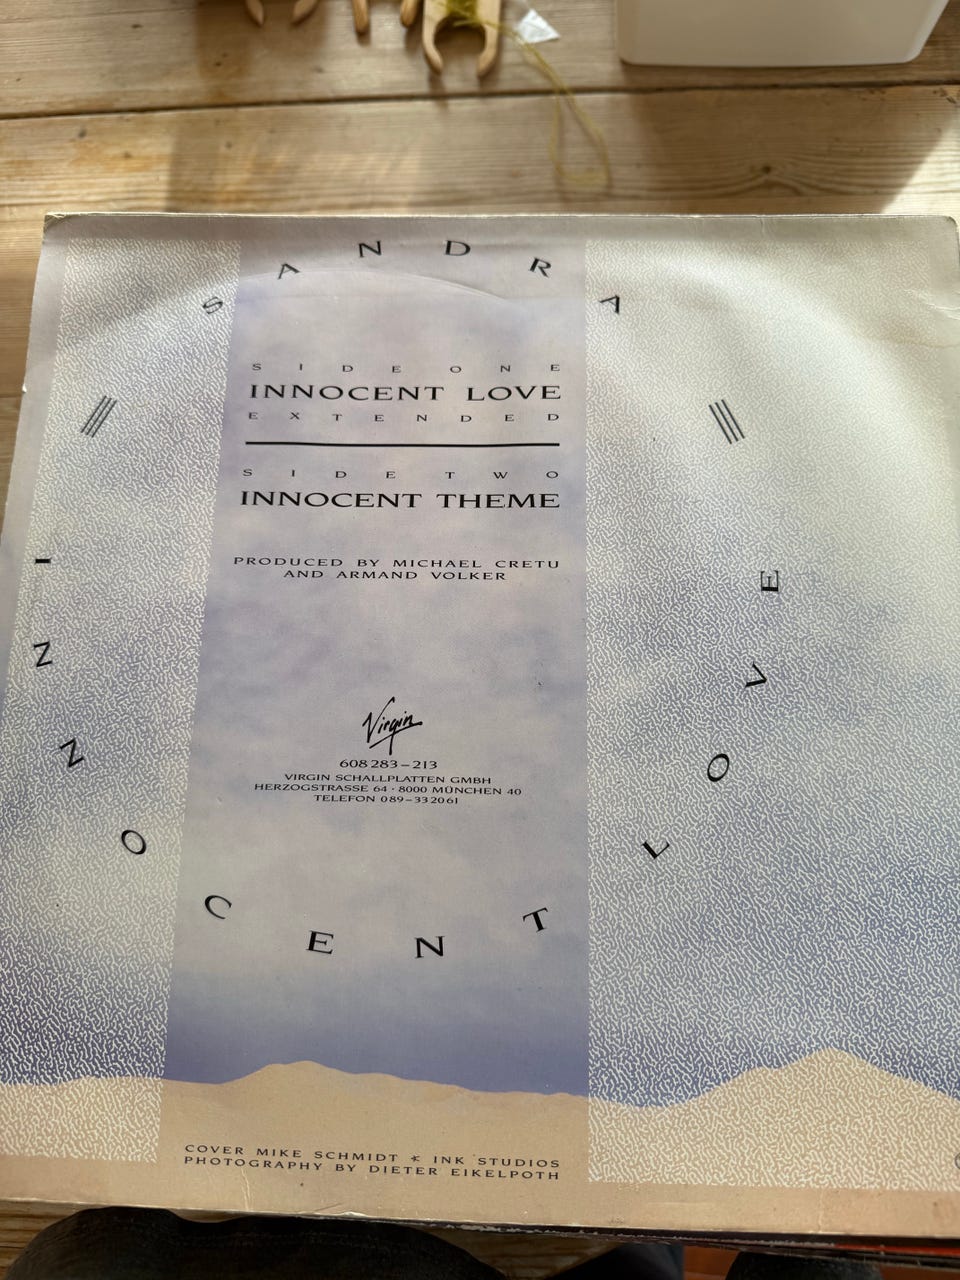 SANDRA
SIDE ONE
INNOCENT LOVE
EXTENDED
SIDE TWO
INNOCENT THEME
PRODUCED BY MICHAEL CRETU
AND ARMAND VOLKER
Virgin
608 283–213
VIRGIN SCHALLPLATTEN GMBH
HERZOGSTRASSE 64 · 8000 MÜNCHEN 40
TELEFON 089–332061
INNOCENT LOVE
COVER MIKE SCHMIDT * INK STUDIOS
PHOTOGRAPHY BY DIETER EIKELPOTH